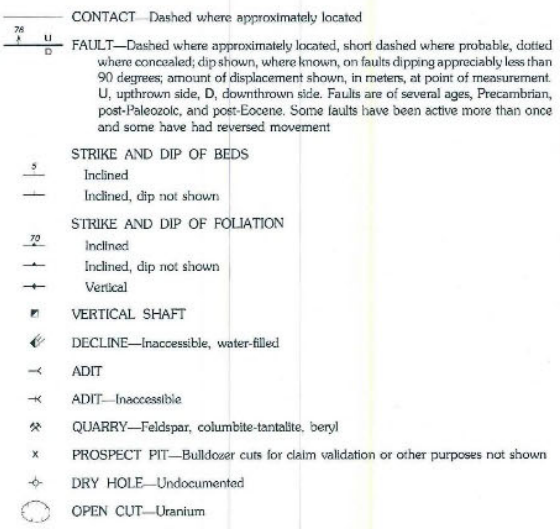 CONTACT—Dashed where approximately located
76
U
D
FAULT—Dashed where approximately located, short dashed where probable, dotted
where concealed; dip shown, where known, on faults dipping appreciably less than
90 degrees; amount of displacement shown, in meters, at point of measurement.
U, upthrown side, D, downthrown side. Faults are of several ages, Precambrian,
post-Paleozoic, and post-Eocene. Some faults have been active more than once
and some have had reversed movement
STRIKE AND DIP OF BEDS
5
Inclined
Inclined, dip not shown
STRIKE AND DIP OF FOLIATION
70
Inclined
Inclined, dip not shown
Vertical
VERTICAL SHAFT
DECLINE—Inaccessible, water-filled
ADIT
ADIT—Inaccessible
QUARRY—Feldspar, columbite-tantalite, beryl
x PROSPECT PIT—Bulldozer cuts for claim validation or other purposes not shown
DRY HOLE—Undocumented
OPEN CUT—Uranium